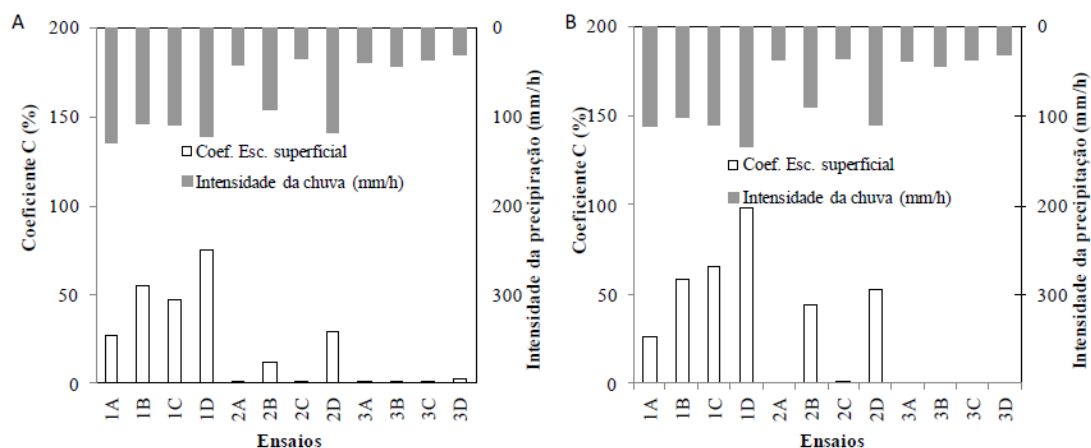 A
200
150
100
50
0
Coeficiente C (%)
0
100
200
300
Intensidade da precipiração (mm/h)
Coef. Esc. superficial
Intensidade da chuva (mm/h)
1A 1B 1C 1D 2A 2B 2C 2D 3A 3B 3C 3D
Ensaios
B
200
150
100
50
0
Coeficiente C (%)
0
100
200
300
Intensidade da precipitação (mm/h)
Coef. Esc. superficial
Intensidade da chuva (mm/h)
1A 1B 1C 1D 2A 2B 2C 2D 3A 3B 3C 3D
Ensaios